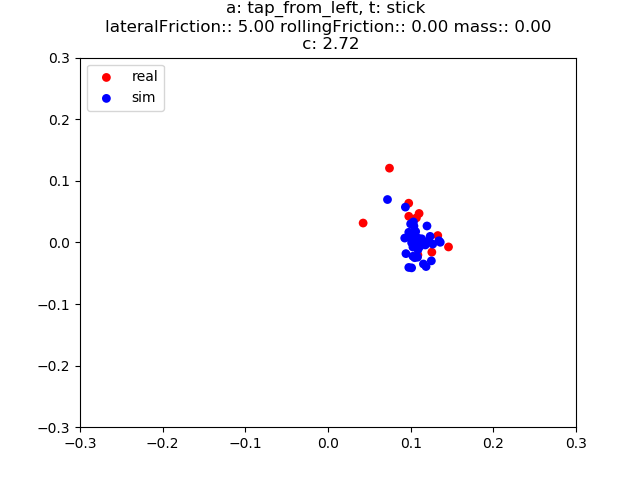 a: tap_from_left, t: stick
lateralFriction:: 5.00 rollingFriction:: 0.00 mass:: 0.00
c: 2.72
real
sim
0.3
0.2
0.1
0.0
−0.1
−0.2
−0.3
−0.3
−0.2
−0.1
0.0
0.1
0.2
0.3